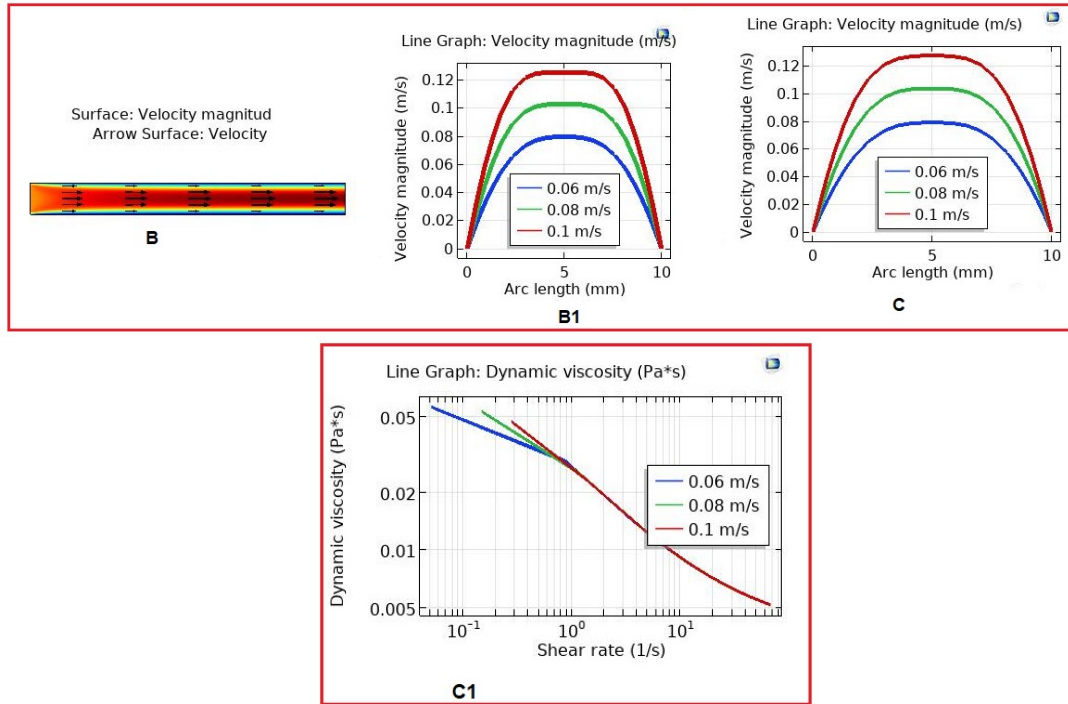 Surface: Velocity magnitud
Arrow Surface: Velocity
B
Line Graph: Velocity magnitude (m/s)
Velocity magnitude (m/s)
0.12
0.1
0.08
0.06
0.04
0.02
0
0.06 m/s
0.08 m/s
0.1 m/s
0 5 10
Arc length (mm)
B1
Line Graph: Velocity magnitude (m/s)
Velocity magnitude (m/s)
0.12
0.1
0.08
0.06
0.04
0.02
0
0.06 m/s
0.08 m/s
0.1 m/s
0 5 10
Arc length (mm)
C
Line Graph: Dynamic viscosity (Pa*s)
Dynamic viscosity (Pa*s)
0.05
0.02
0.01
0.005
0.06 m/s
0.08 m/s
0.1 m/s
10⁻¹ 10⁰ 10¹
Shear rate (1/s)
C1